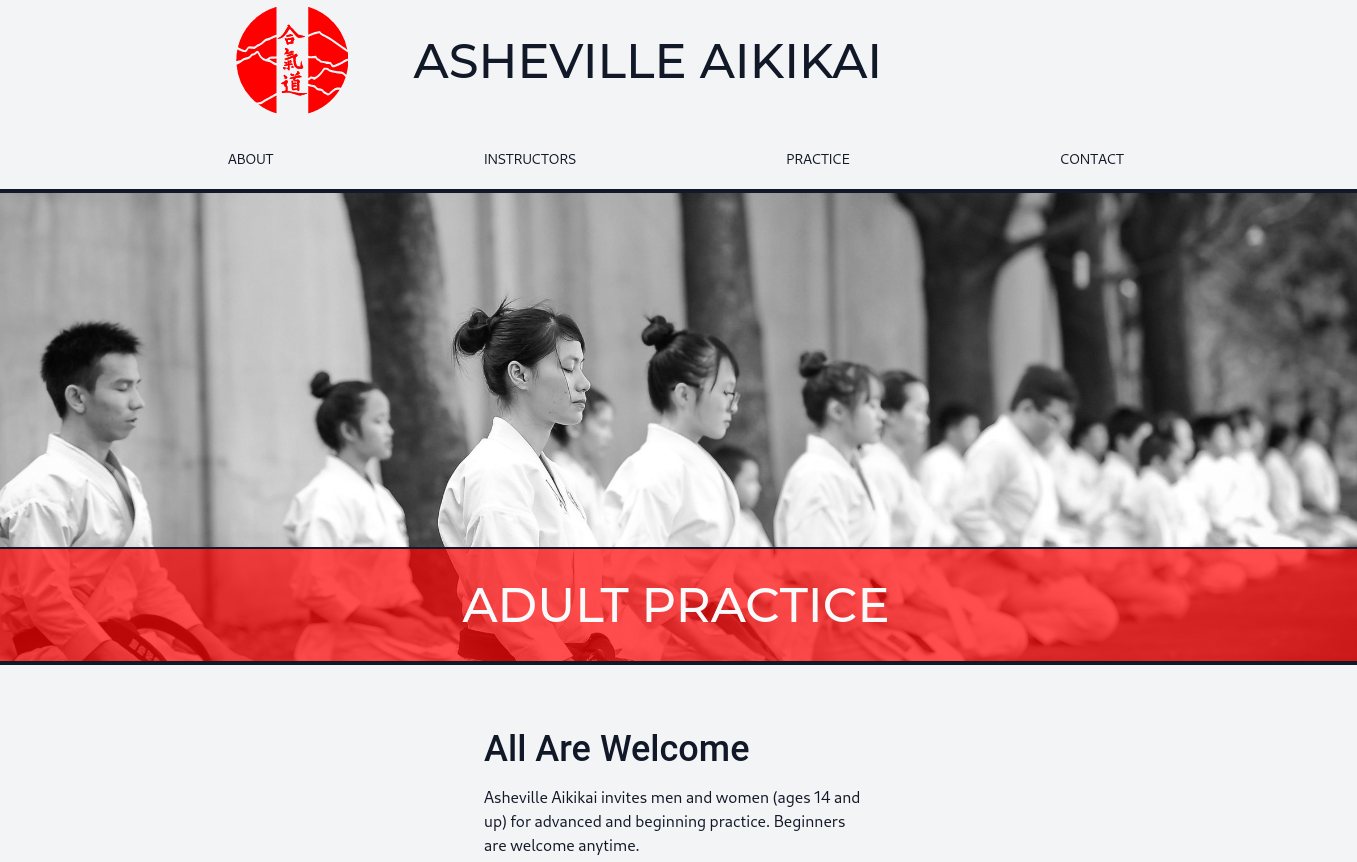 合
氣
道
ASHEVILLE AIKIKAI
ABOUT INSTRUCTORS PRACTICE CONTACT
ADULT PRACTICE
All Are Welcome
Asheville Aikikai invites men and women (ages 14 and
up) for advanced and beginning practice. Beginners
are welcome anytime.